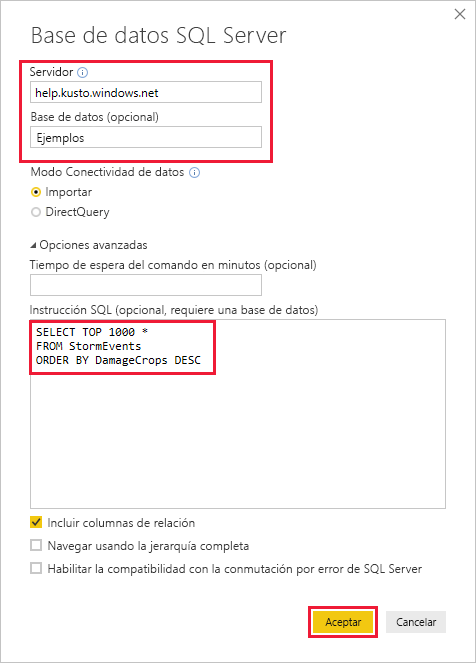 Base de datos SQL Server
Servidor
help.kusto.windows.net
Base de datos (opcional)
Ejemplos
Modo Conectividad de datos
Importar
DirectQuery
Opciones avanzadas
Tiempo de espera del comando en minutos (opcional)
Instrucción SQL (opcional, requiere una base de datos)
SELECT TOP 1000 *
FROM StormEvents
ORDER BY DamageCrops DESC
Incluir columnas de relación
Navegar usando la jerarquía completa
Habilitar la compatibilidad con la conmutación por error de SQL Server
Aceptar Cancelar